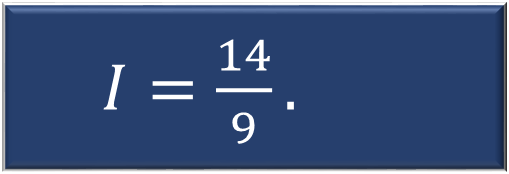 I = 14/9.